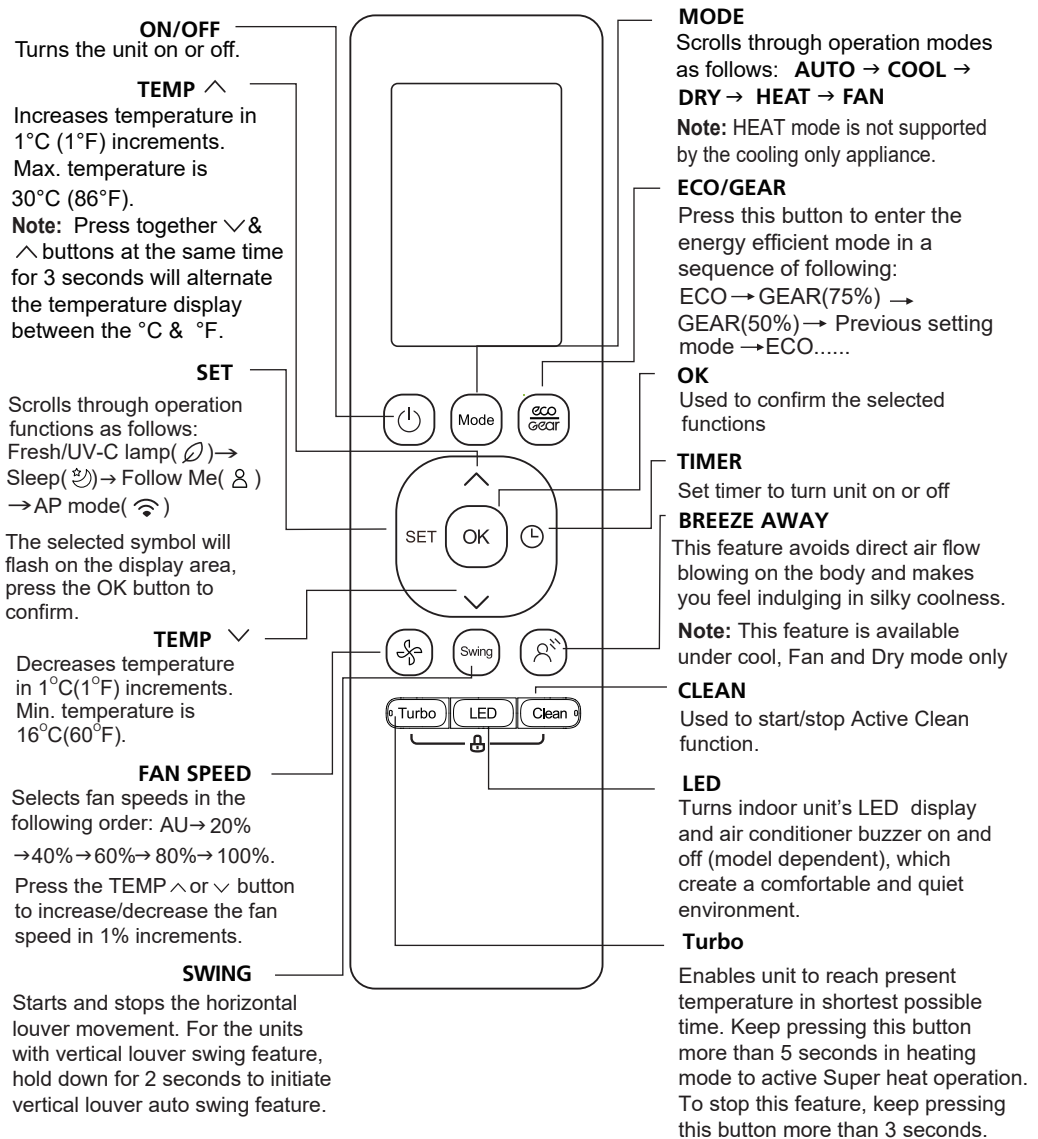 ON/OFF
Turns the unit on or off.
TEMP ︿
Increases temperature in
1°C (1°F) increments.
Max. temperature is
30°C (86°F).
Note: Press together ﹀&
︿ buttons at the same time
for 3 seconds will alternate
the temperature display
between the °C & °F.
SET
Scrolls through operation
functions as follows:
Fresh/UV-C lamp( )→
Sleep( )→ Follow Me( )
→AP mode( )
The selected symbol will
flash on the display area,
press the OK button to
confirm.
TEMP ﹀
Decreases temperature
in 1°C(1°F) increments.
Min. temperature is
16°C(60°F).
FAN SPEED
Selects fan speeds in the
following order: AU→ 20%
→40%→60%→ 80%→100%.
Press the TEMP ︿ or ﹀ button
to increase/decrease the fan
speed in 1% increments.
SWING
Starts and stops the horizontal
louver movement. For the units
with vertical louver swing feature,
hold down for 2 seconds to initiate
vertical louver auto swing feature.
Mode
eco
Gear
SET
OK
Swing
Turbo
LED
Clean
MODE
Scrolls through operation modes
as follows: AUTO → COOL →
DRY → HEAT → FAN
Note: HEAT mode is not supported
by the cooling only appliance.
ECO/GEAR
Press this button to enter the
energy efficient mode in a
sequence of following:
ECO → GEAR(75%) →
GEAR(50%)→ Previous setting
mode →ECO......
OK
Used to confirm the selected
functions
TIMER
Set timer to turn unit on or off
BREEZE AWAY
This feature avoids direct air flow
blowing on the body and makes
you feel indulging in silky coolness.
Note: This feature is available
under cool, Fan and Dry mode only
CLEAN
Used to start/stop Active Clean
function.
LED
Turns indoor unit's LED display
and air conditioner buzzer on and
off (model dependent), which
create a comfortable and quiet
environment.
Turbo
Enables unit to reach present
temperature in shortest possible
time. Keep pressing this button
more than 5 seconds in heating
mode to active Super heat operation.
To stop this feature, keep pressing
this button more than 3 seconds.